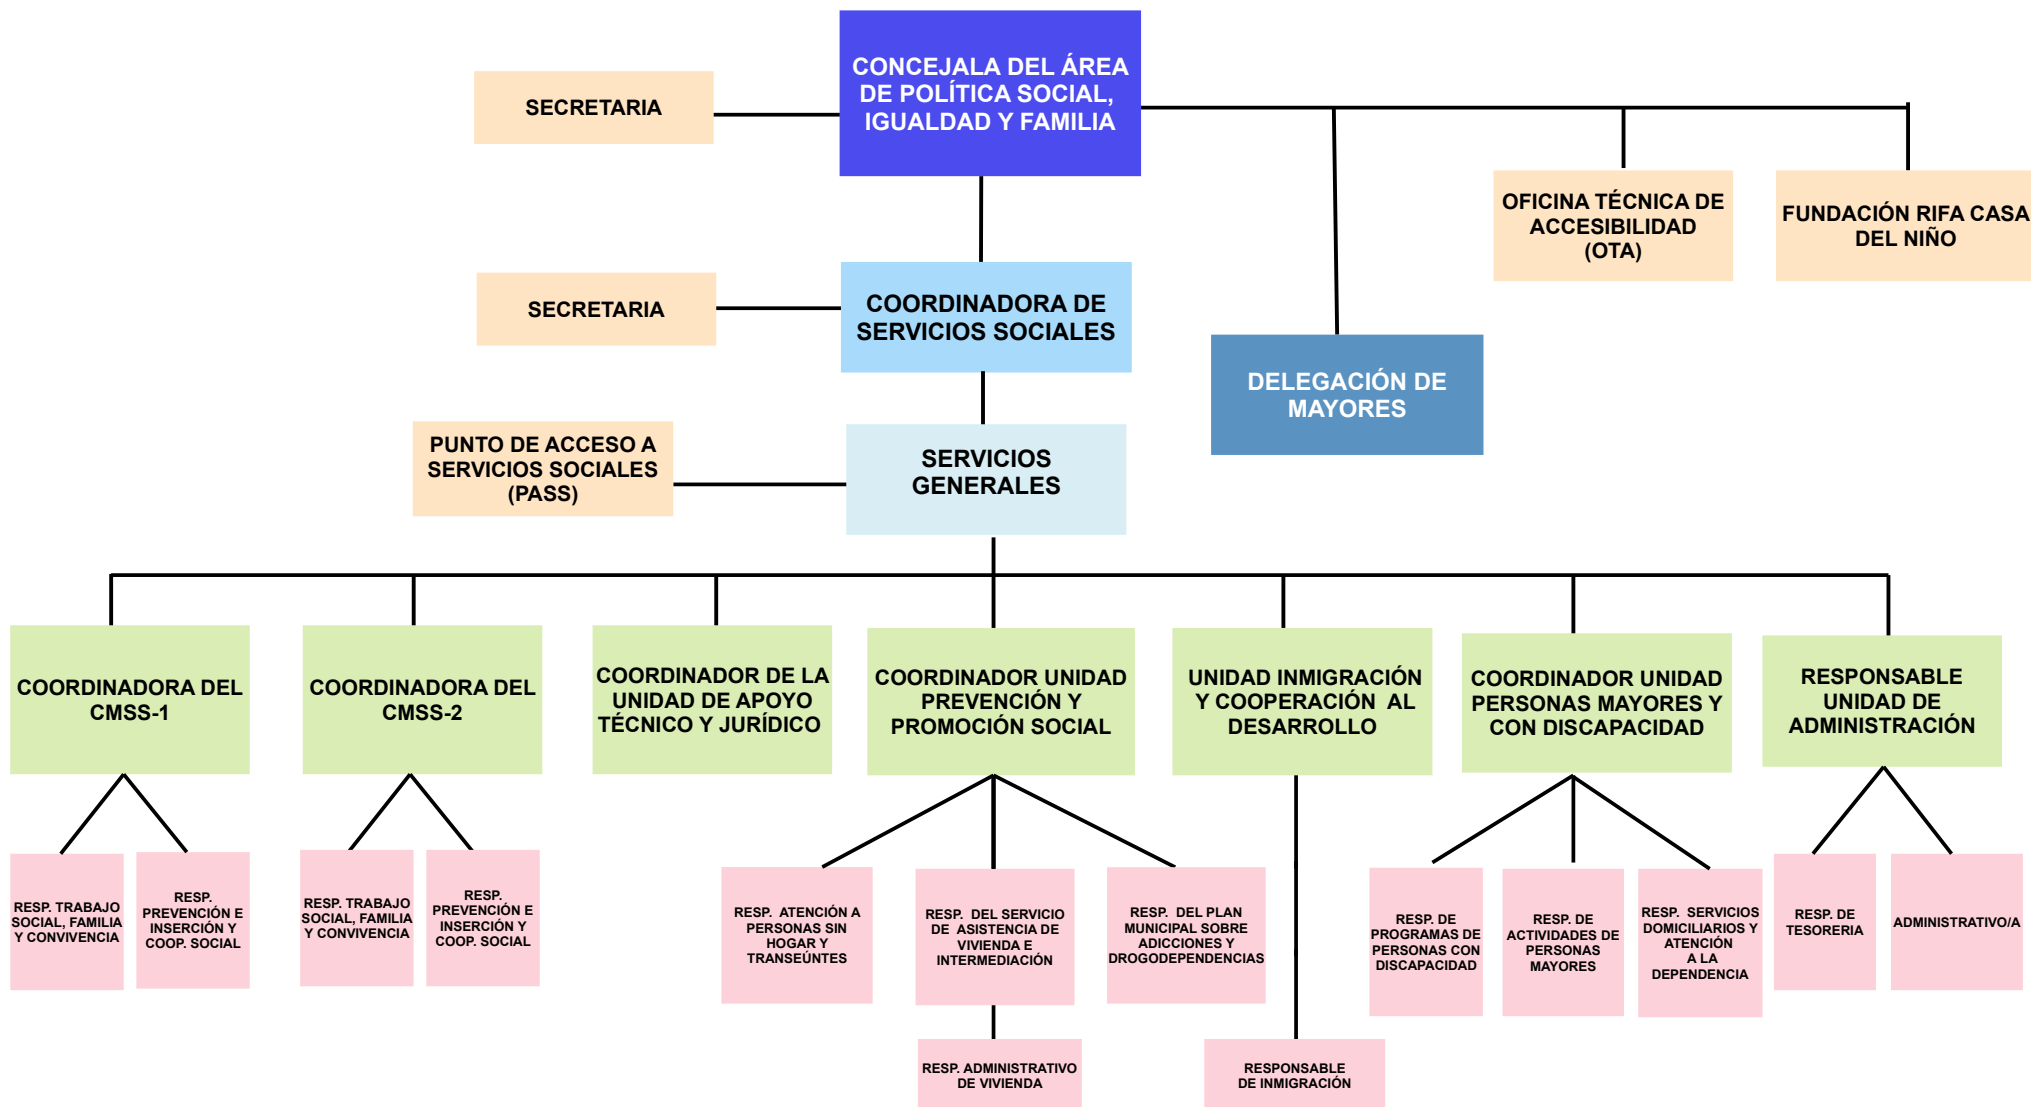 CONCEJALA DEL ÁREA
DE POLÍTICA SOCIAL,
IGUALDAD Y FAMILIA
SECRETARIA
OFICINA TÉCNICA DE
ACCESIBILIDAD
(OTA)
FUNDACIÓN RIFA CASA
DEL NIÑO
SECRETARIA
COORDINADORA DE
SERVICIOS SOCIALES
DELEGACIÓN DE
MAYORES
PUNTO DE ACCESO A
SERVICIOS SOCIALES
(PASS)
SERVICIOS
GENERALES
COORDINADORA DEL
CMSS-1
COORDINADORA DEL
CMSS-2
COORDINADOR DE LA
UNIDAD DE APOYO
TÉCNICO Y JURÍDICO
COORDINADOR UNIDAD
PREVENCIÓN Y
PROMOCIÓN SOCIAL
UNIDAD INMIGRACIÓN
Y COOPERACIÓN AL
DESARROLLO
COORDINADOR UNIDAD
PERSONAS MAYORES Y
CON DISCAPACIDAD
RESPONSABLE
UNIDAD DE
ADMINISTRACIÓN
RESP. TRABAJO
SOCIAL, FAMILIA
Y CONVIVENCIA
RESP.
PREVENCIÓN E
INSERCIÓN Y
COOP. SOCIAL
RESP. TRABAJO
SOCIAL, FAMILIA
Y CONVIVENCIA
RESP.
PREVENCIÓN E
INSERCIÓN Y
COOP. SOCIAL
RESP. ATENCIÓN A
PERSONAS SIN
HOGAR Y
TRANSEÚNTES
RESP. DEL SERVICIO
DE ASISTENCIA DE
VIVIENDA E
INTERMEDIACIÓN
RESP. DEL PLAN
MUNICIPAL SOBRE
ADICCIONES Y
DROGODEPENDENCIAS
RESP. DE
PROGRAMAS DE
PERSONAS CON
DISCAPACIDAD
RESP. DE
ACTIVIDADES DE
PERSONAS
MAYORES
RESP. SERVICIOS
DOMICILIARIOS Y
ATENCIÓN
A LA
DEPENDENCIA
RESP. DE
TESORERIA
ADMINISTRATIVO/A
RESP. ADMINISTRATIVO
DE VIVIENDA
RESPONSABLE
DE INMIGRACIÓN